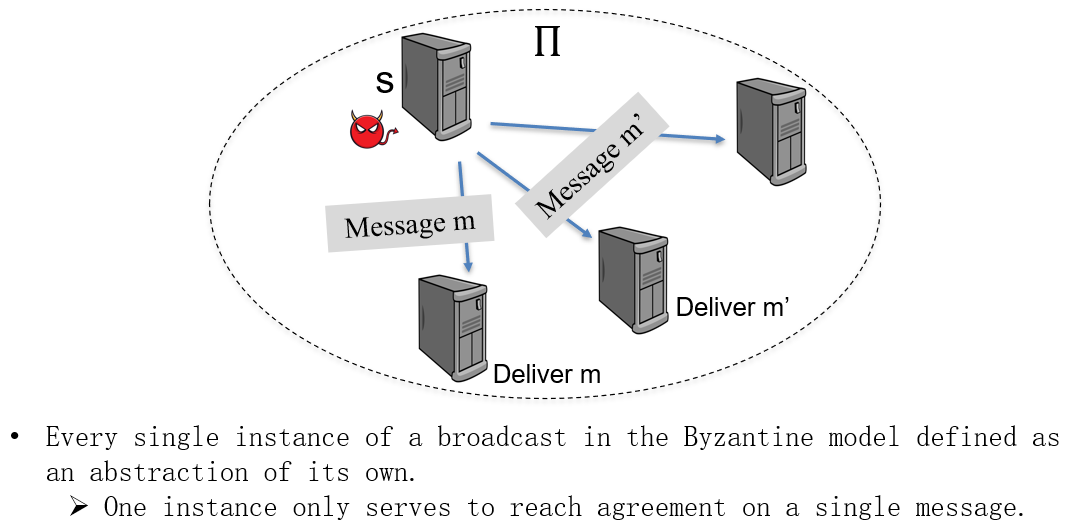 ∏
S
Message m'
Message m
Deliver m'
Deliver m
• Every single instance of a broadcast in the Byzantine model defined as
an abstraction of its own.
➢ One instance only serves to reach agreement on a single message.